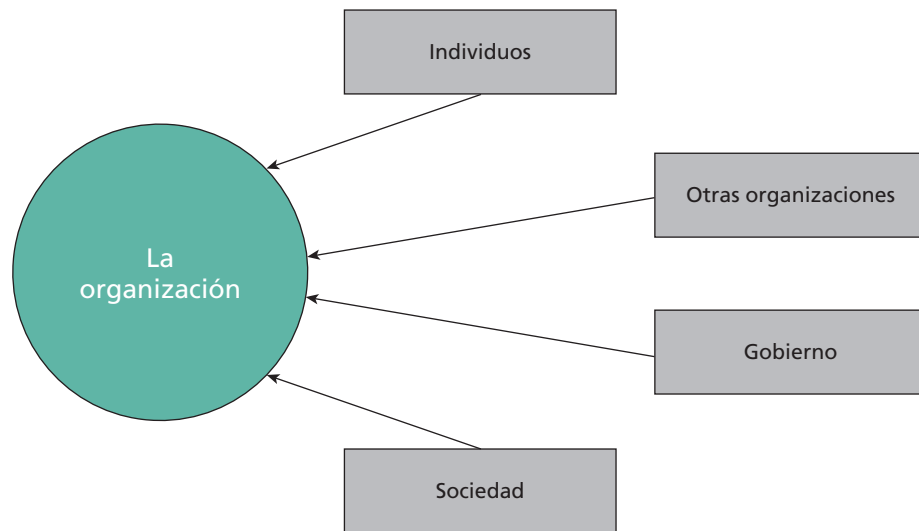 Individuos
Otras organizaciones
La
organización
Gobierno
Sociedad